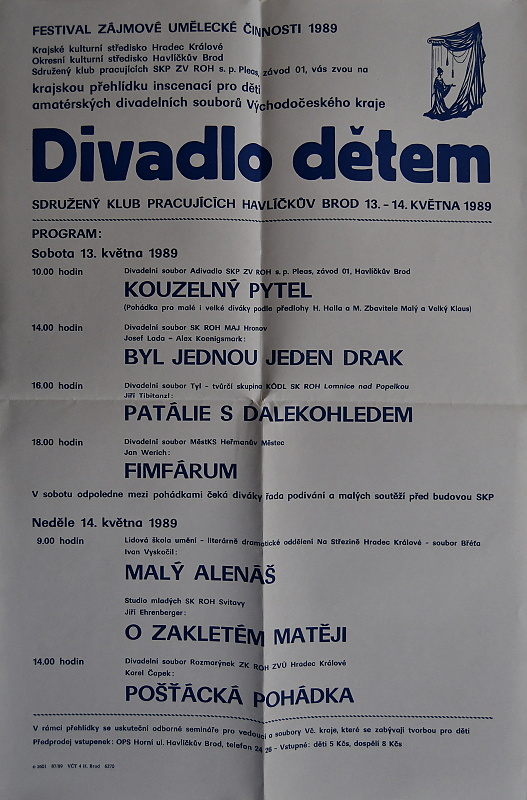 FESTIVAL ZÁJMOVÉ UMĚLECKÉ ČINNOSTI 1989
Krajské kulturní středisko Hradec Králové
Okresní kulturní středisko Havlíčkův Brod
Sdružený klub pracujících SKP ZV ROH s. p. Pleas, závod 01, vás zvou na
krajskou přehlídku inscenací pro děti
amatérských divadelních souborů Východočeského kraje
Divadlo dětem
SDRUŽENÝ KLUB PRACUJÍCÍCH HAVLÍČKŮV BROD 13. - 14. KVĚTNA 1989
PROGRAM:
Sobota 13. května 1989
10.00 hodin Divadelní soubor Adivadlo SKP ZV ROH s. p. Pleas, závod 01, Havlíčkův Brod
KOUZELNÝ PYTEL
(Pohádka pro malé i velké diváky podle předlohy H. Halla a M. Zbavitele Malý a Velký Klaus)
14.00 hodin Divadelní soubor SK ROH MAJ Hronov
Josef Lada - Alex Koenigsmark:
BYL JEDNOU JEDEN DRAK
16.00 hodin Divadelní soubor Tyl - tvůrčí skupina KÓDL SK ROH Lomnice nad Popelkou
Jiří Tibitanzl:
PATÁLIE S DALEKOHLEDEM
18.00 hodin Divadelní soubor MěstKS Heřmanův Městec
Jan Werich:
FIMFÁRUM
V sobotu odpoledne mezi pohádkami čeká diváky řada podívání a malých soutěží před budovou SKP
Neděle 14. května 1989
9.00 hodin Lidová škola umění - literárně dramatické oddělení Na Střezině Hradec Králové - soubor Břéťa
Ivan Vyskočil:
MALÝ ALENÁŠ
Studio mladých SK ROH Svitavy
Jiří Ehrenberger:
O ZAKLETÉM MATĚJI
14.00 hodin Divadelní soubor Rozmarýnek ZK ROH ZVÚ Hradec Králové
Karel Čapek:
POŠŤÁCKÁ POHÁDKA
V rámci přehlídky se uskuteční odborné semináře pro vedoucí a soubory Vč. kraje, které se zabývají tvorbou pro děti
Předprodej vstupenek: OPS Horní ul. Havlíčkův Brod, telefon 24 26 - Vstupné: děti 5 Kčs, dospělí 8 Kčs
VČT 4 H. Brod 6270